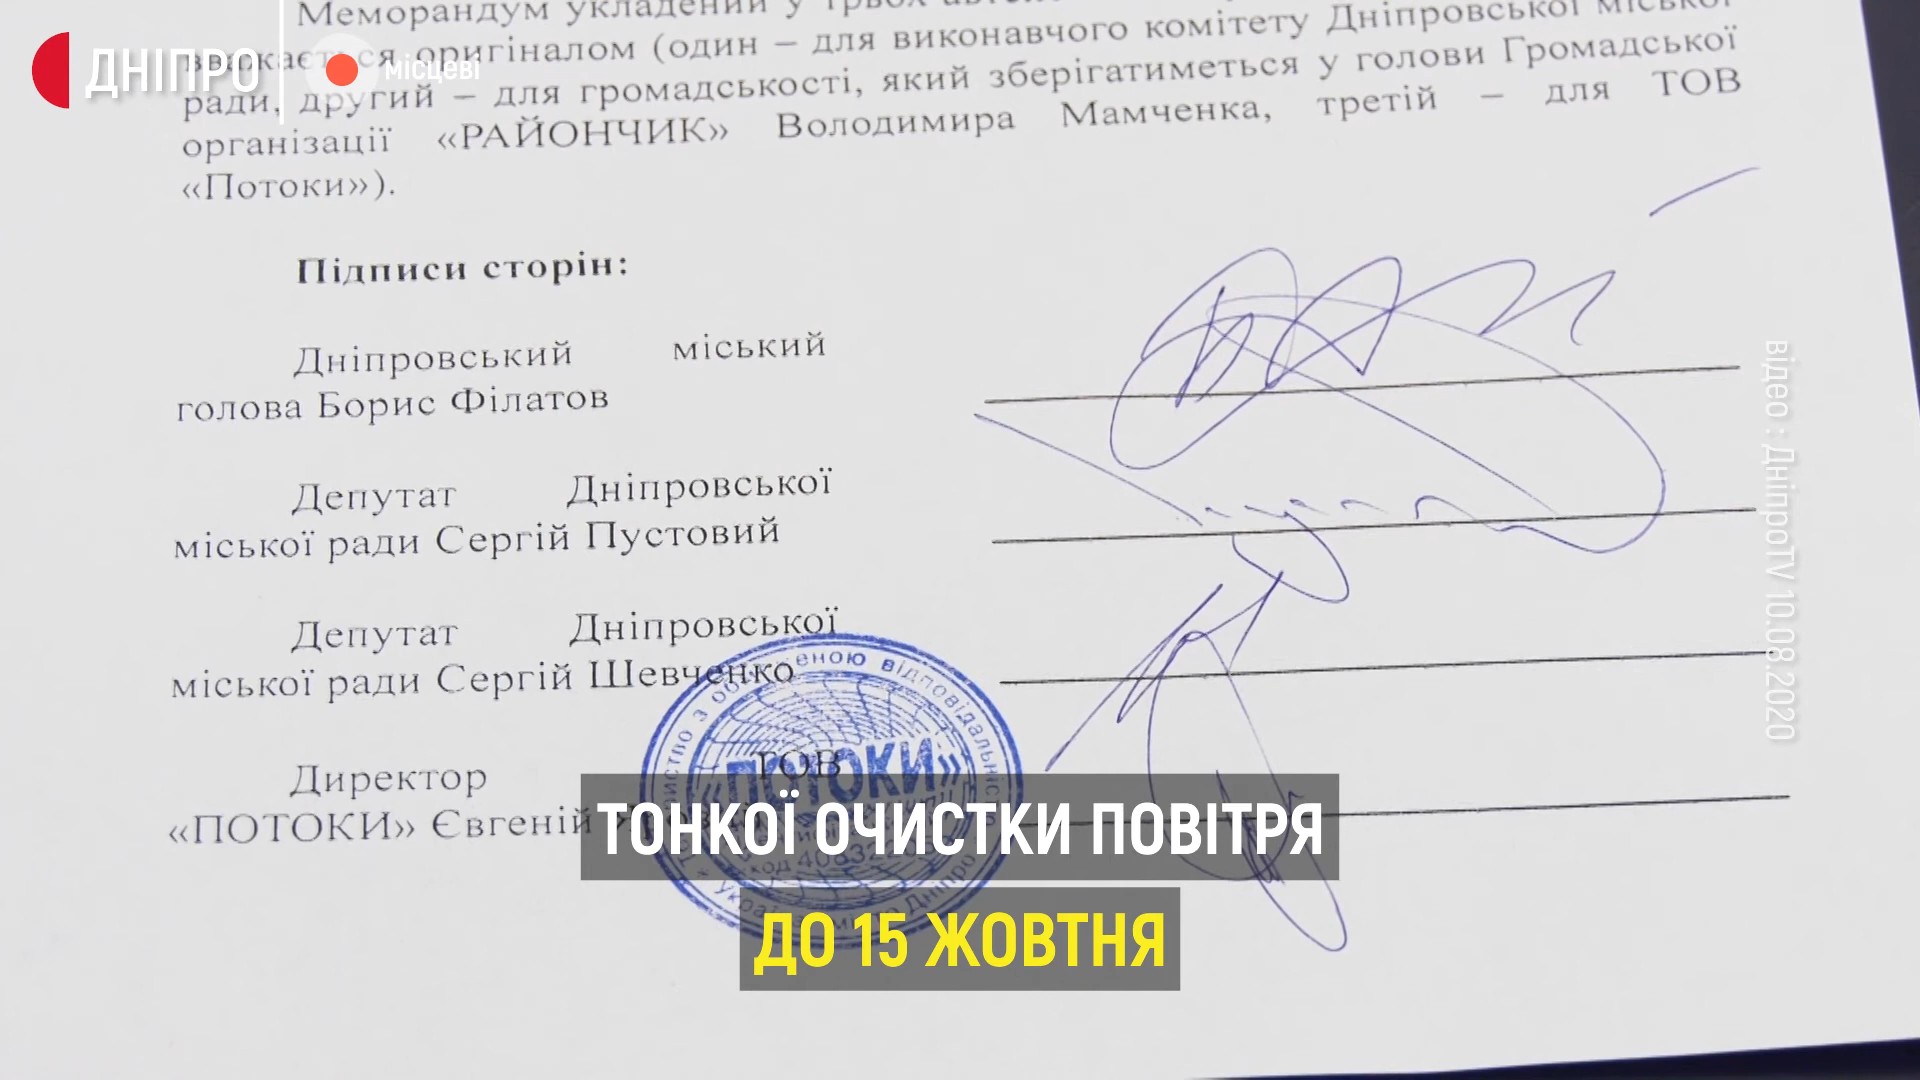 Меморандум укладений у трьох
вважається оригіналом (один – для виконавчого комітету Дніпровської міської
ради, другий – для громадськості, який зберігатиметься у голови Громадської
організації «РАЙОНЧИК» Володимира Мамченка, третій – для ТОВ
«Потоки»).
ДНІПРО
місцеві
Підписи сторін:
Дніпровський міський
голова Борис Філатов
Депутат Дніпровської
міської ради Сергій Пустовий
Депутат Дніпровської
міської ради Сергій Шевченко
Директор ТОВ
«ПОТОКИ» Євгеній
«ПОТОКИ»
відео : ДніпроTV 10.08.2020
ТОНКОЇ ОЧИСТКИ ПОВІТРЯ
ДО 15 ЖОВТНЯ